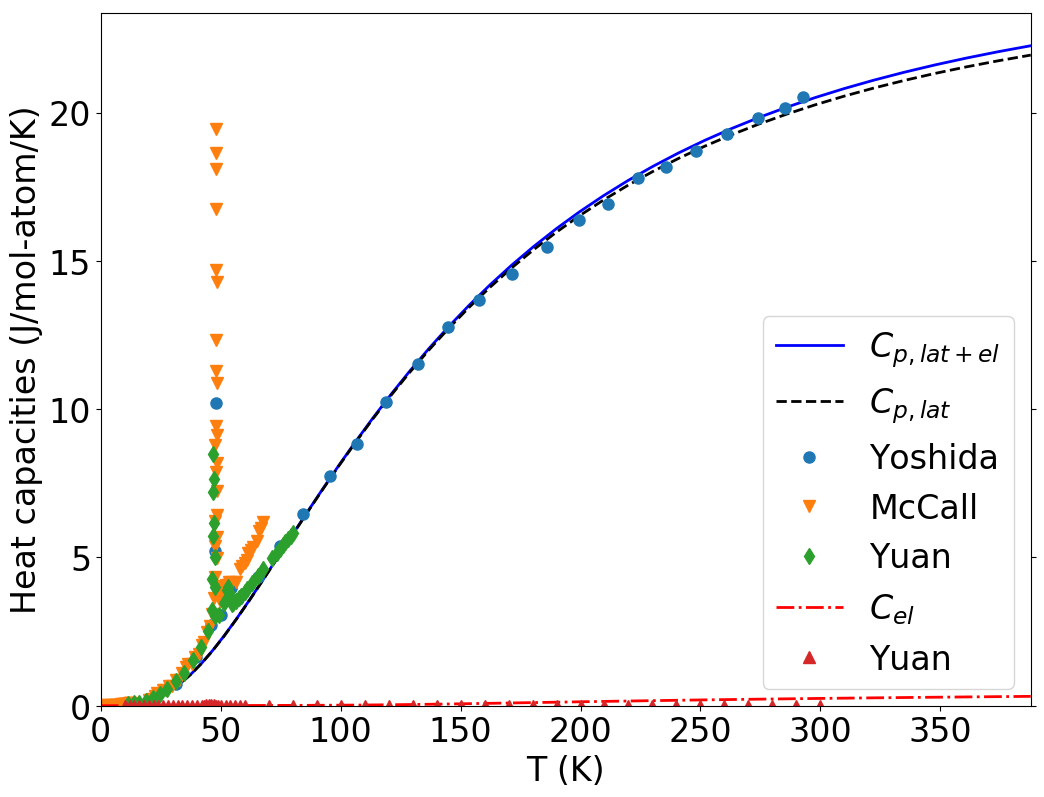 Heat capacities (J/mol-atom/K)
20
15
10
5
0
C_{p, lat + el}
C_{p, lat}
Yoshida
McCall
Yuan
C_{el}
Yuan
0 50 100 150 200 250 300 350
T (K)